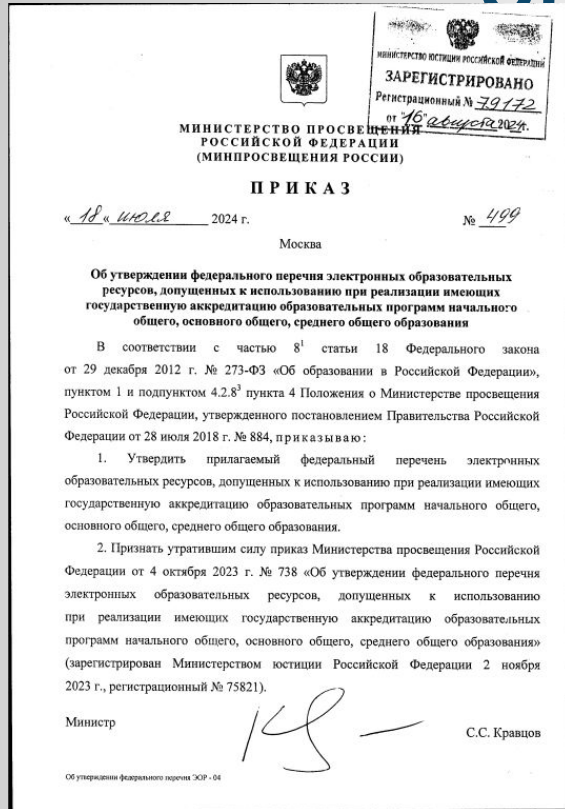 МИНИСТЕРСТВО ЮСТИЦИИ РОССИЙСКОЙ ФЕДЕРАЦИИ
ЗАРЕГИСТРИРОВАНО
Регистрационный № 79172
от "16" августа 2024г.
МИНИСТЕРСТВО ПРОСВЕЩЕНИЯ
РОССИЙСКОЙ ФЕДЕРАЦИИ
(МИНПРОСВЕЩЕНИЯ РОССИИ)
ПРИКАЗ
« 18 « июля 2024 г.
№ 499
Москва
Об утверждении федерального перечня электронных образовательных
ресурсов, допущенных к использованию при реализации имеющих
государственную аккредитацию образовательных программ начального
общего, основного общего, среднего общего образования
В соответствии с частью 8¹ статьи 18 Федерального закона
от 29 декабря 2012 г. № 273-ФЗ «Об образовании в Российской Федерации»,
пунктом 1 и подпунктом 4.2.8³ пункта 4 Положения о Министерстве просвещения
Российской Федерации, утвержденного постановлением Правительства Российской
Федерации от 28 июля 2018 г. № 884, приказываю:
1. Утвердить прилагаемый федеральный перечень электронных
образовательных ресурсов, допущенных к использованию при реализации имеющих
государственную аккредитацию образовательных программ начального общего,
основного общего, среднего общего образования.
2. Признать утратившим силу приказ Министерства просвещения Российской
Федерации от 4 октября 2023 г. № 738 «Об утверждении федерального перечня
электронных образовательных ресурсов, допущенных к использованию
при реализации имеющих государственную аккредитацию образовательных
программ начального общего, основного общего, среднего общего образования»
(зарегистрирован Министерством юстиции Российской Федерации 2 ноября
2023 г., регистрационный № 75821).
Министр
С.С. Кравцов
Об утверждении федерального перечня ЭОР - 04